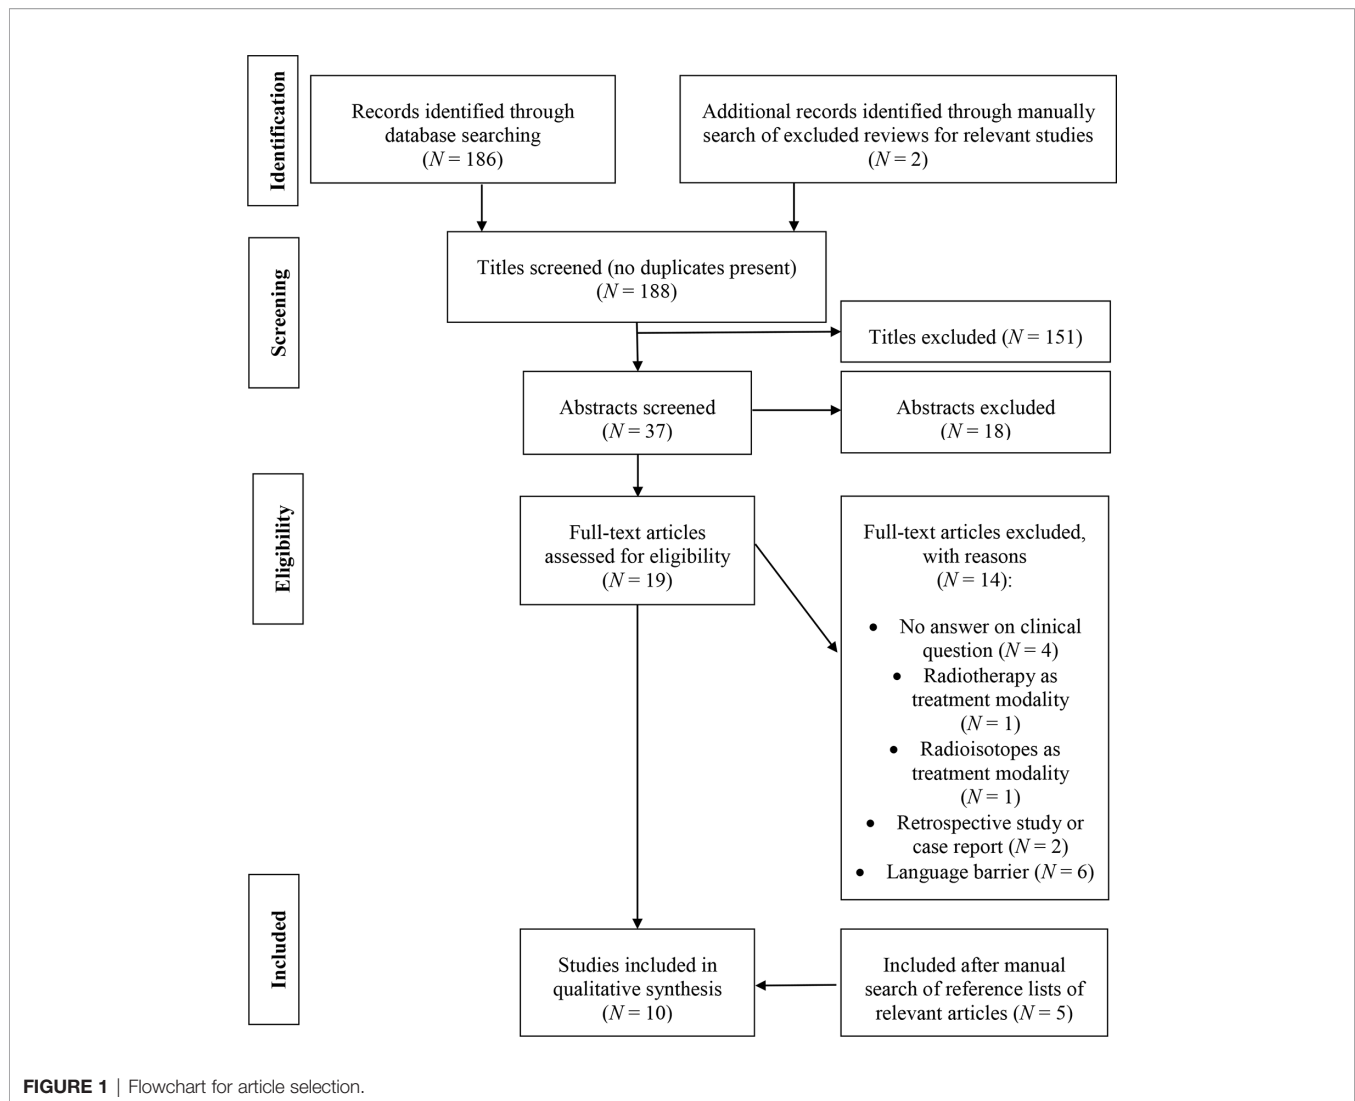 Identification
Records identified through
database searching
(N = 186)
Additional records identified through manually
search of excluded reviews for relevant studies
(N = 2)
Screening
Titles screened (no duplicates present)
(N = 188)
Titles excluded (N = 151)
Abstracts screened
(N = 37)
Abstracts excluded
(N = 18)
Eligibility
Full-text articles
assessed for eligibility
(N = 19)
Full-text articles excluded,
with reasons
(N = 14):
• No answer on clinical
question (N = 4)
• Radiotherapy as
treatment modality
(N = 1)
• Radioisotopes as
treatment modality
(N = 1)
• Retrospective study or
case report (N = 2)
• Language barrier (N = 6)
Included
Studies included in
qualitative synthesis
(N = 10)
Included after manual
search of reference lists of
relevant articles (N = 5)
FIGURE 1 | Flowchart for article selection.